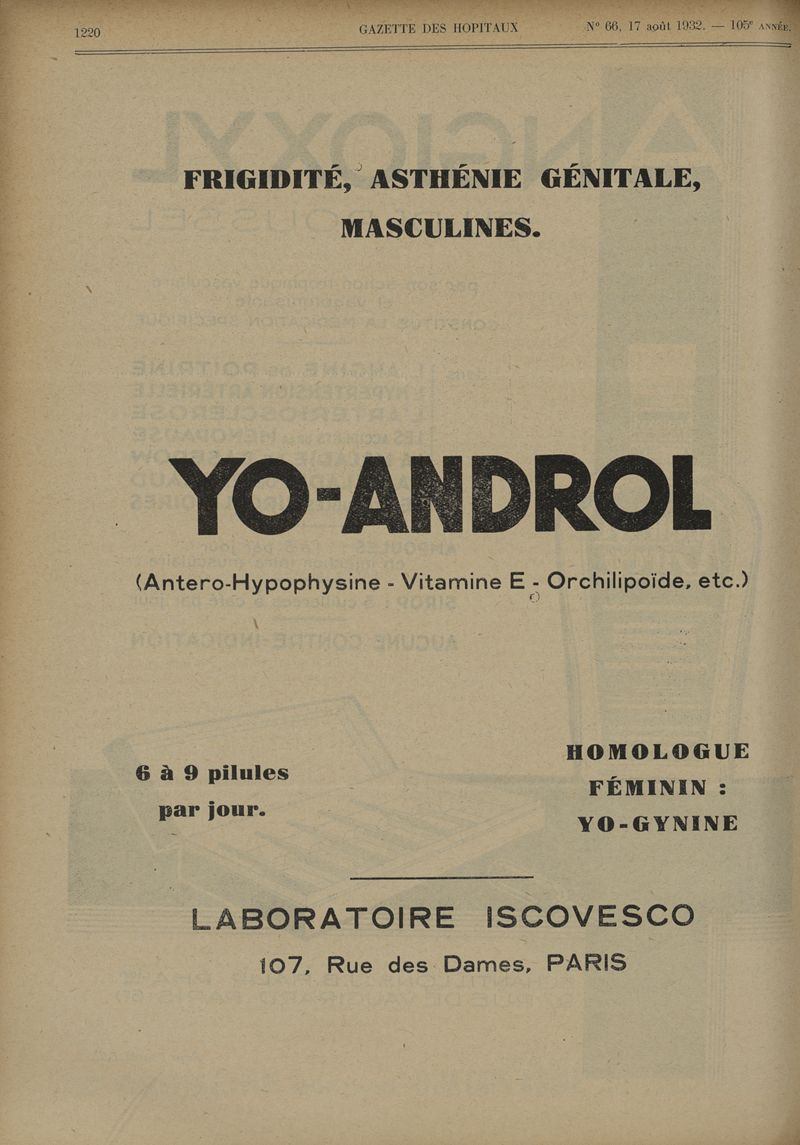 1220 GAZETTE DES HOPITAUX N° 66, 17 août 1932. — 105e ANNÉE.
FRIGIDITÉ, ASTHÉNIE GÉNITALE,
MASCULINES.
YO-ANDROL
(Antero-Hypophysine - Vitamine E - Orchilipoïde, etc.)
6 à 9 pilules
par jour.
HOMOLOGUE
FÉMININ :
YO-GYNINE
LABORATOIRE ISCOVESCO
107, Rue des Dames, PARIS